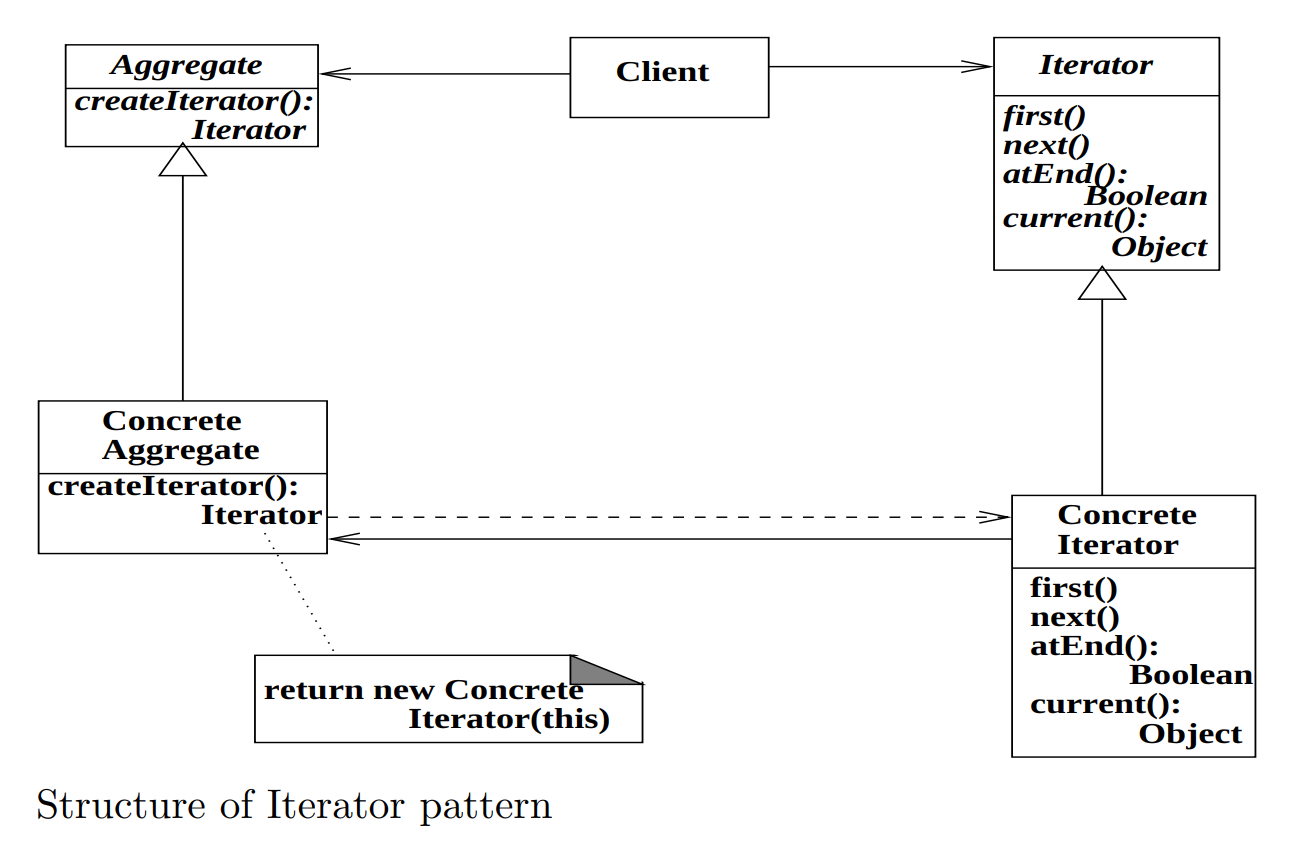 Aggregate
createIterator():
Iterator
Client
Iterator
first()
next()
atEnd():
Boolean
current():
Object
Concrete
Aggregate
createIterator():
Iterator
Concrete
Iterator
first()
next()
atEnd():
Boolean
current():
Object
return new Concrete
Iterator(this)
Structure of Iterator pattern